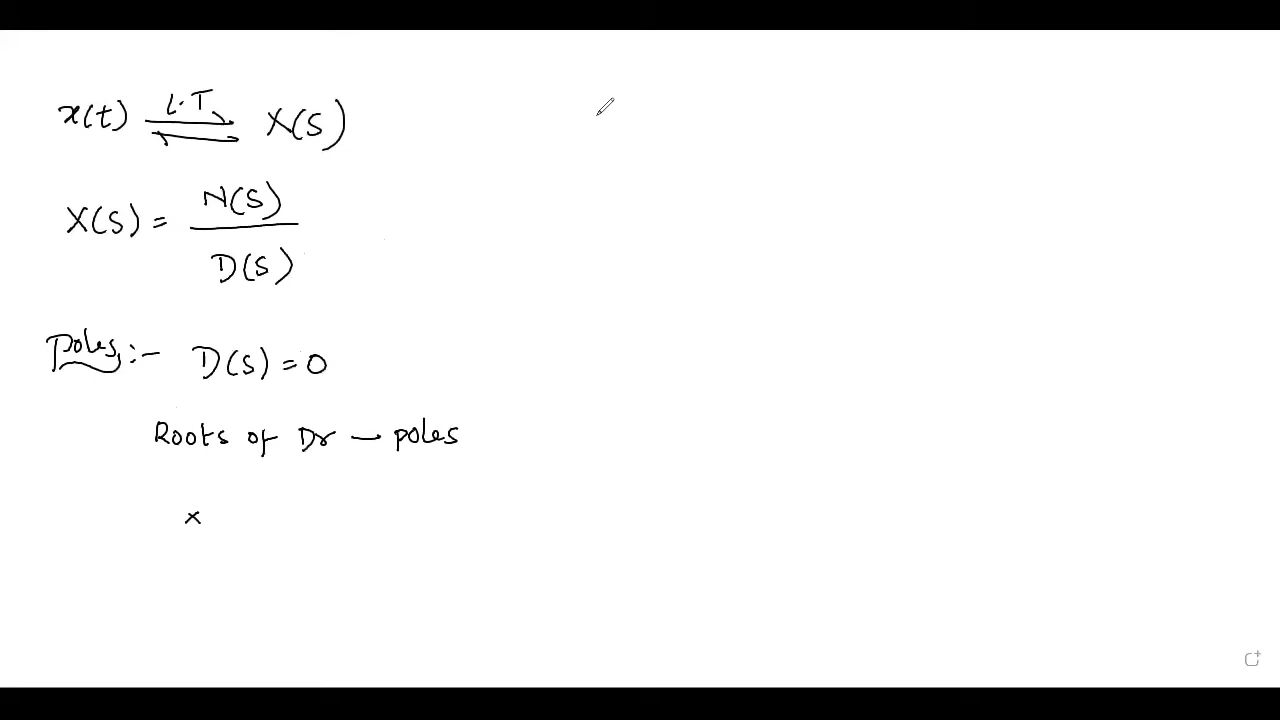 x(t) L.T ⇌ X(S)
X(S) = N(S) / D(S)
Poles :- D(S) = 0
Roots of Dr — poles
×